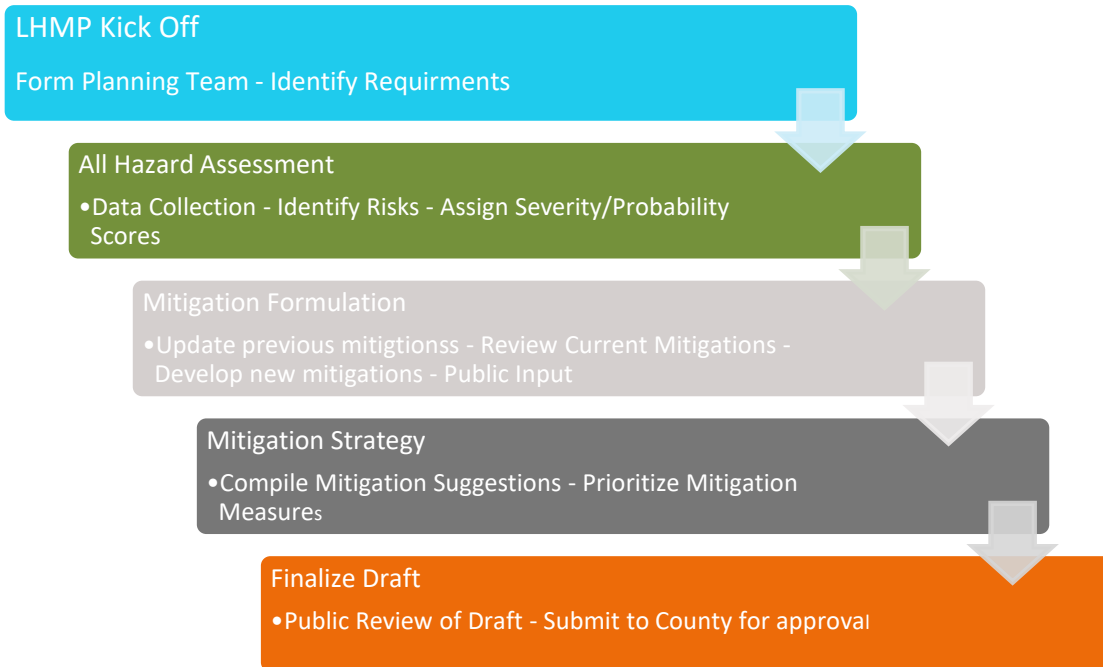 LHMP Kick Off
Form Planning Team - Identify Requirments
All Hazard Assessment
•Data Collection - Identify Risks - Assign Severity/Probability
Scores
Mitigation Formulation
•Update previous mitigtionss - Review Current Mitigations -
Develop new mitigations - Public Input
Mitigation Strategy
•Compile Mitigation Suggestions - Prioritize Mitigation
Measures
Finalize Draft
•Public Review of Draft - Submit to County for approval